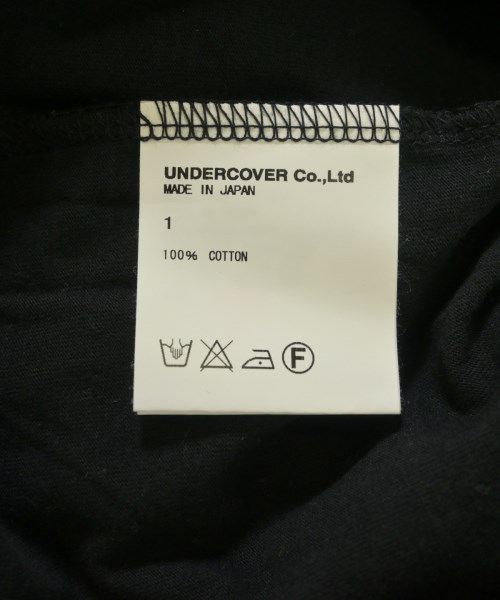 UNDERCOVER Co.,Ltd
MADE IN JAPAN
1
100% COTTON
F